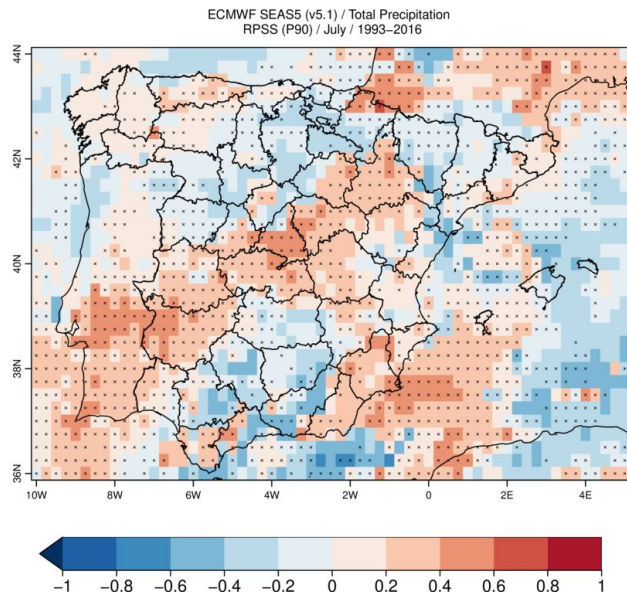 ECMWF SEAS5 (v5.1) / Total Precipitation
RPSS (P90) / July / 1993−2016
44N
42N
40N
38N
36N
10W 8W 6W 4W 2W 0 2E 4E
−1 −0.8 −0.6 −0.4 −0.2 0 0.2 0.4 0.6 0.8 1